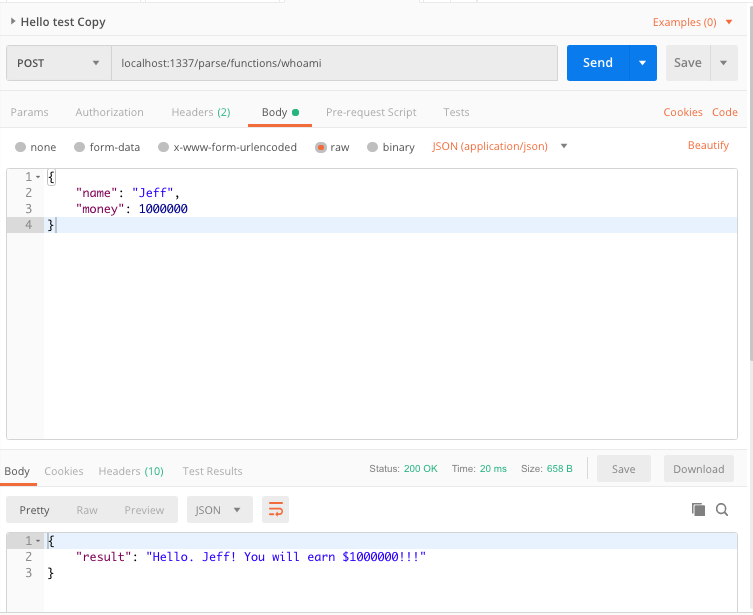 Hello test Copy Examples (0)
POST localhost:1337/parse/functions/whoami Send Save
Params Authorization Headers (2) Body Pre-request Script Tests Cookies Code
none form-data x-www-form-urlencoded raw binary JSON (application/json) Beautify
1 {
2 "name": "Jeff",
3 "money": 1000000
4 }
Body Cookies Headers (10) Test Results Status: 200 OK Time: 20 ms Size: 658 B Save Download
Pretty Raw Preview JSON
1 {
2 "result": "Hello. Jeff! You will earn $1000000!!!"
3 }